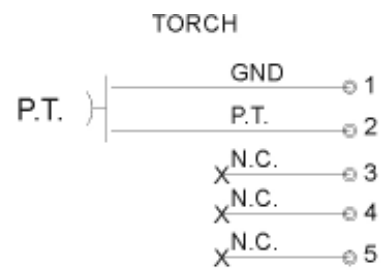 TORCH
GND 1
P.T.
P.T. 2
X N.C. 3
X N.C. 4
X N.C. 5